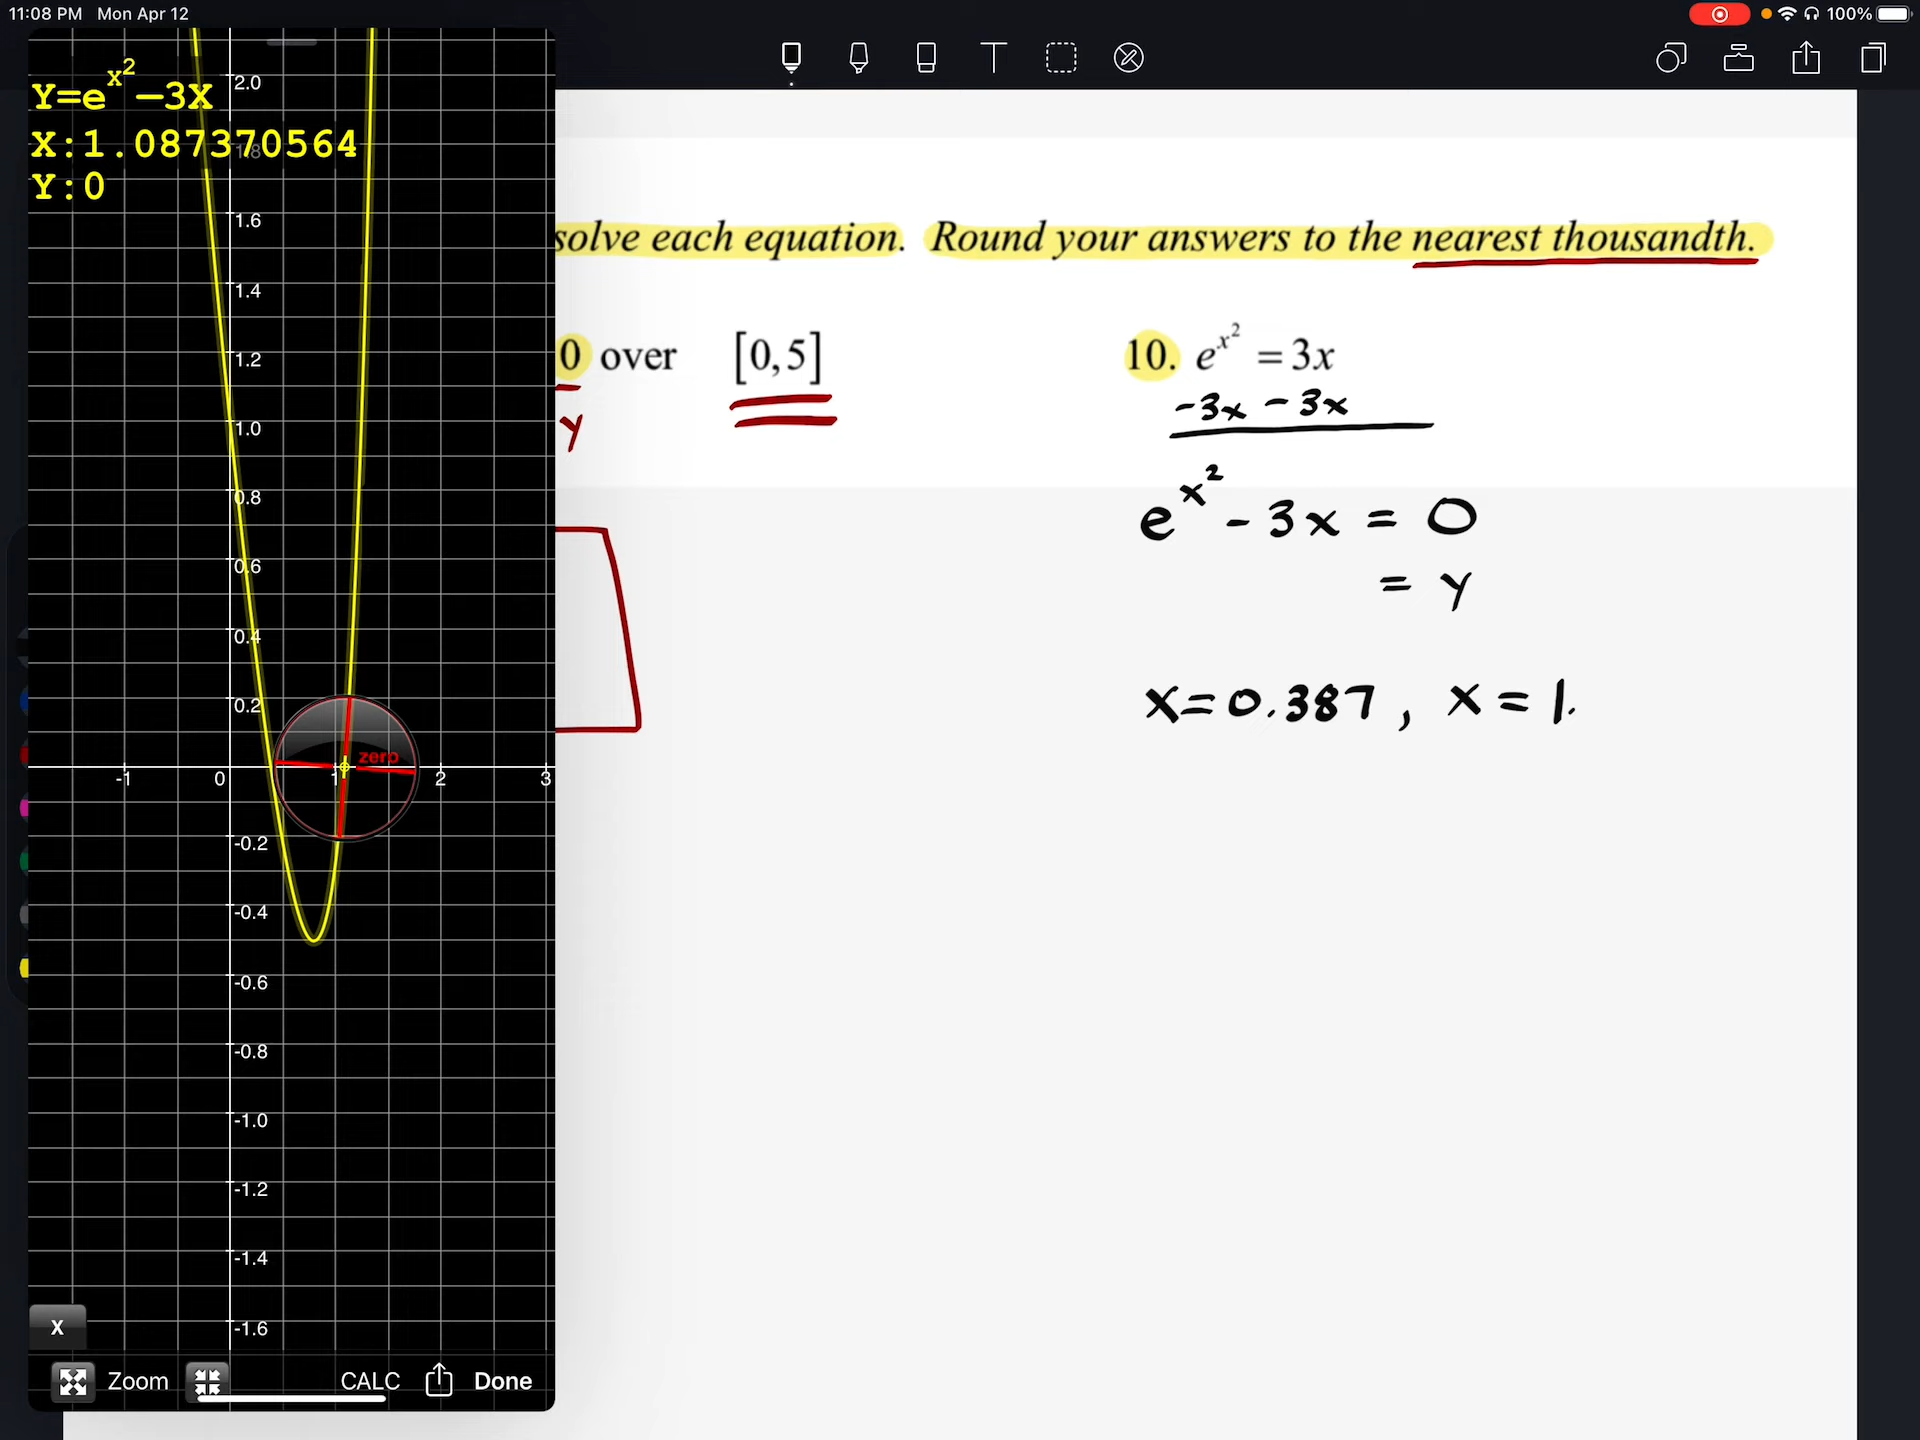 11:08 PM Mon Apr 12
100%
Y=e^x^2 −3X
X:1.087370564
Y:0
2.0
1.8
1.6
1.4
1.2
1.0
0.8
0.6
0.4
0.2
zero
-1 0 1 2 3
-0.2
-0.4
-0.6
-0.8
-1.0
-1.2
-1.4
-1.6
x
Zoom CALC Done
solve each equation. Round your answers to the nearest thousandth.
0 over [0,5]
y
10. e^x^2 = 3x
-3x -3x
e^x^2 - 3x = 0
= y
x=0.387, x=1.